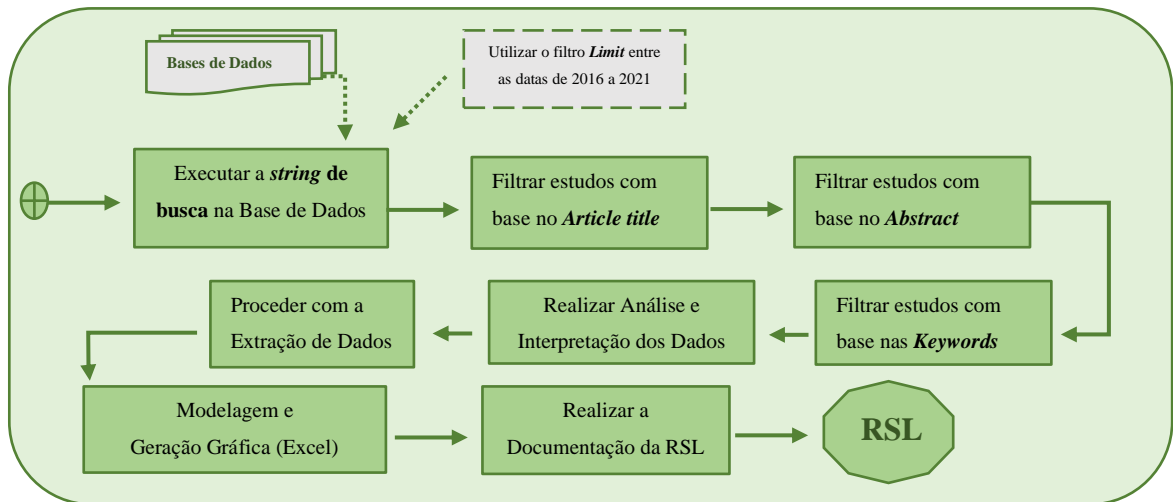 Bases de Dados
Utilizar o filtro Limit entre
as datas de 2016 a 2021
Executar a string de
busca na Base de Dados
Filtrar estudos com
base no Article title
Filtrar estudos com
base no Abstract
Proceder com a
Extração de Dados
Realizar Análise e
Interpretação dos Dados
Filtrar estudos com
base nas Keywords
Modelagem e
Geração Gráfica (Excel)
Realizar a
Documentação da RSL
RSL